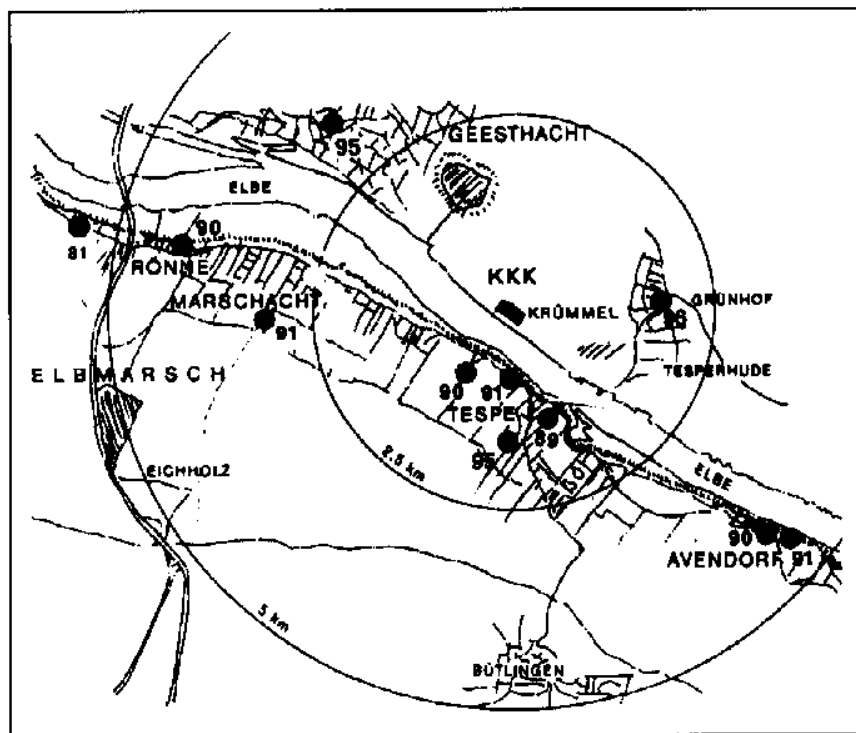 95
GEESTHACHT
ELBE
81
90
RÖNNE
KKK
KRÜMMEL
GRÜNHOF
MARSCHACHT
91
TESPERHUDE
ELBMARSCH
90
91
TESPE
89
95
2,5 km
EICHHOLZ
ELBE
90
91
AVENDORF
5 km
BÜTLINGEN